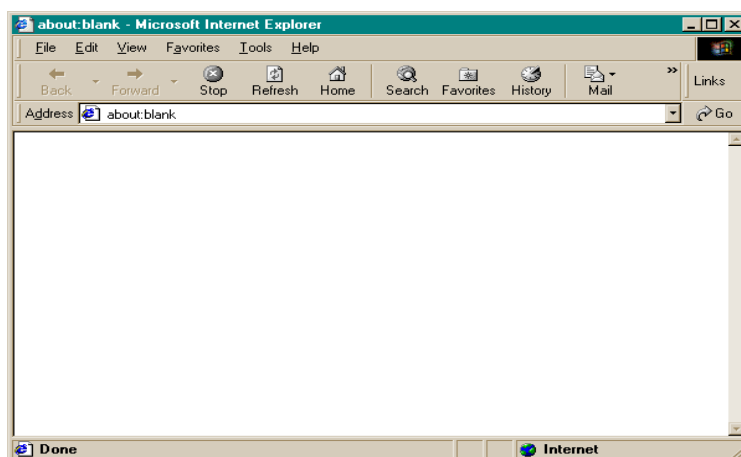 about:blank - Microsoft Internet Explorer
File Edit View Favorites Tools Help
Back Forward Stop Refresh Home Search Favorites History Mail » Links
Address about:blank Go
Done Internet